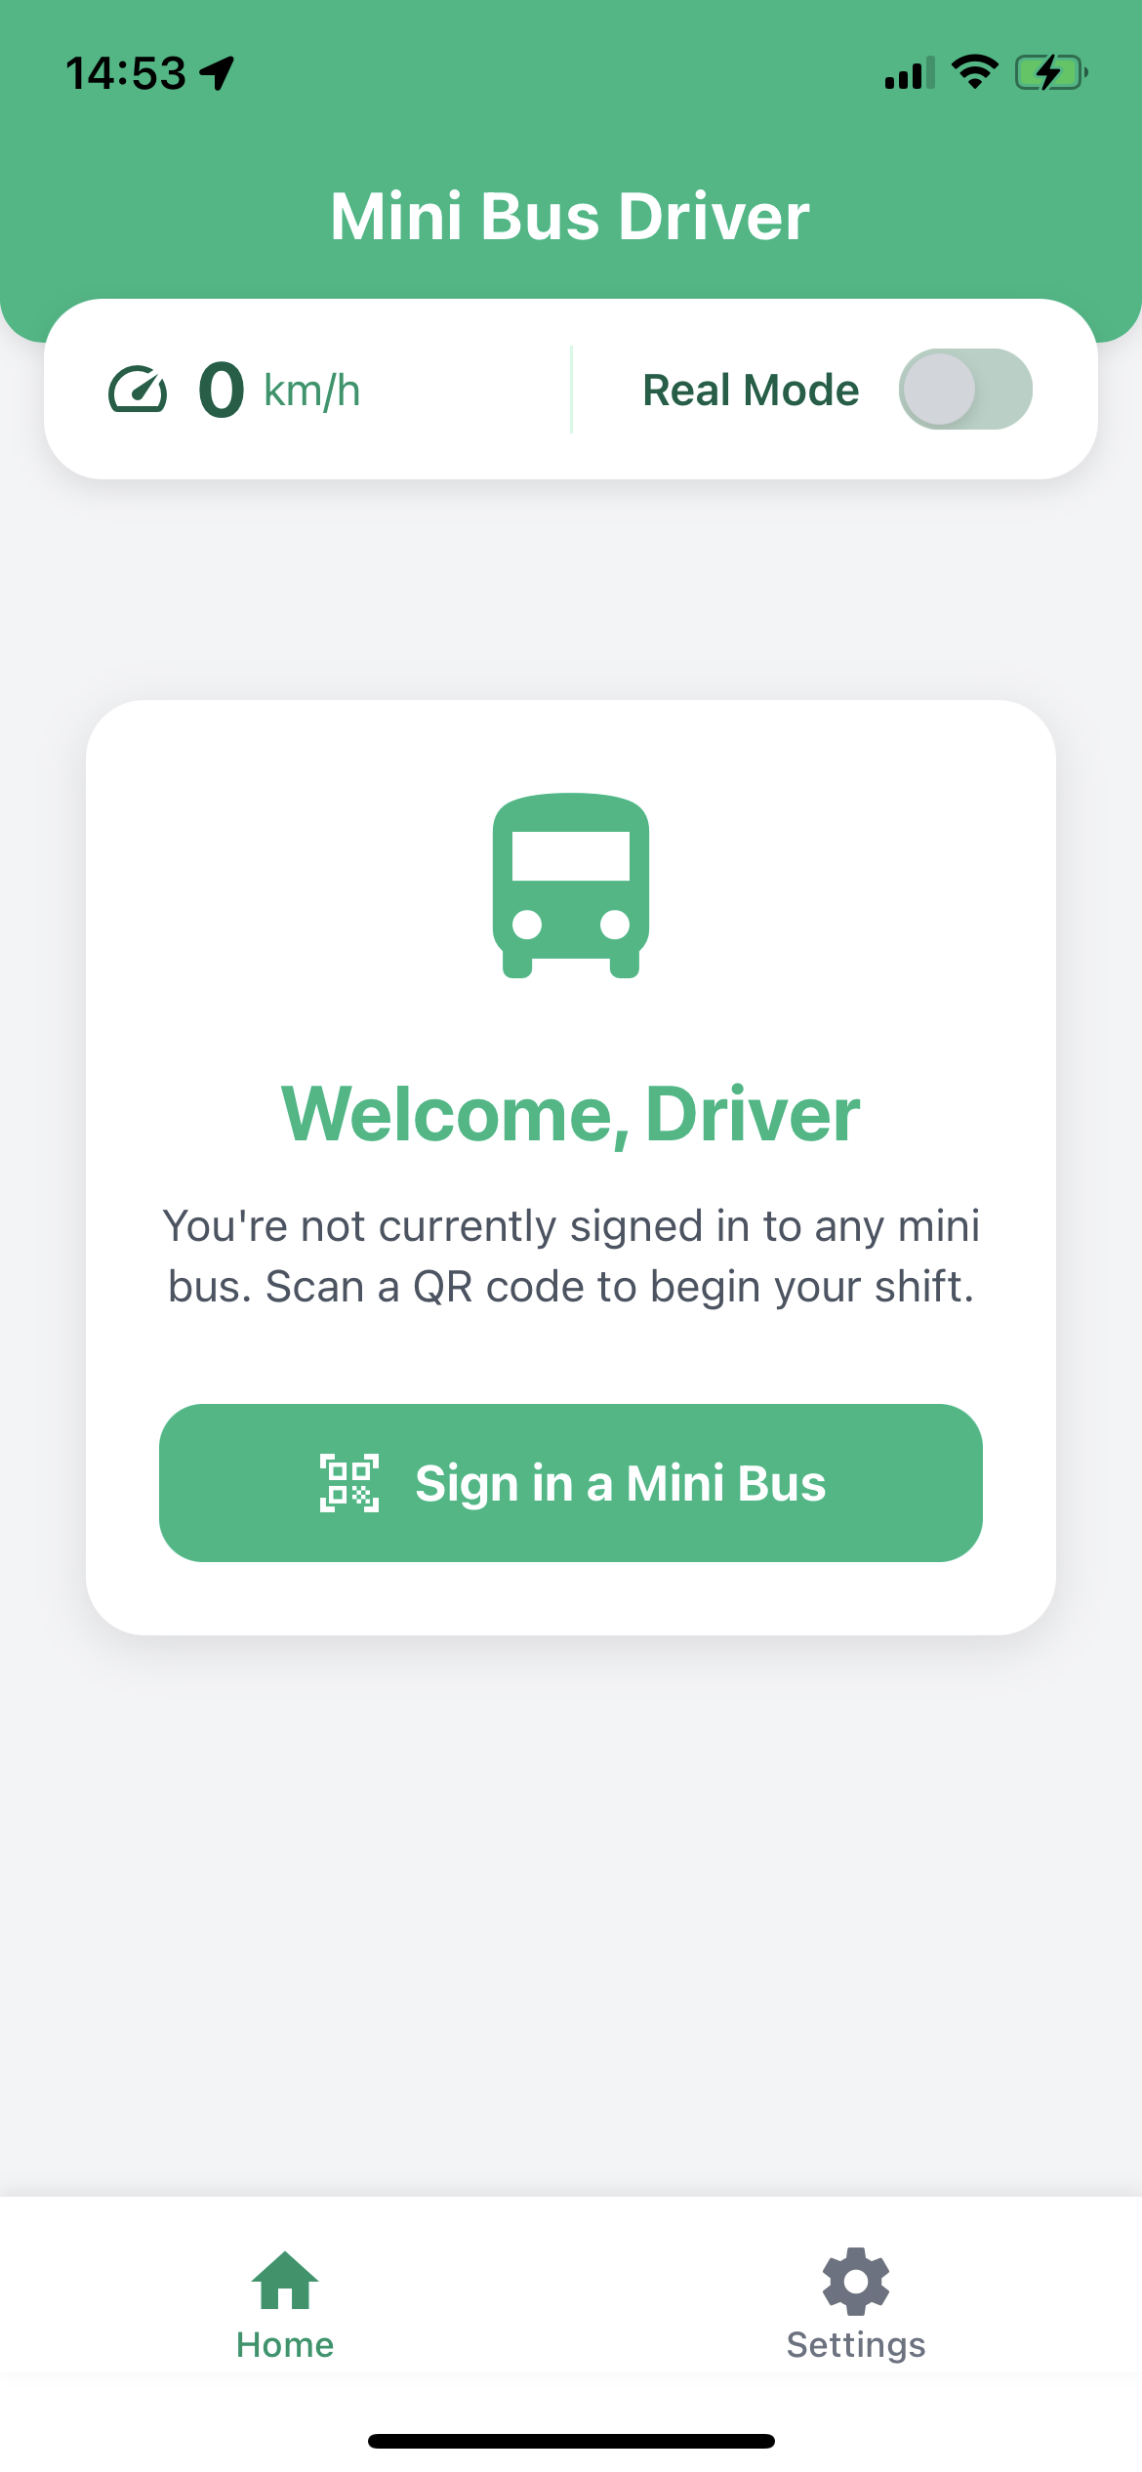 14:53
Mini Bus Driver
0 km/h
Real Mode
Welcome, Driver
You're not currently signed in to any mini
bus. Scan a QR code to begin your shift.
Sign in a Mini Bus
Home
Settings